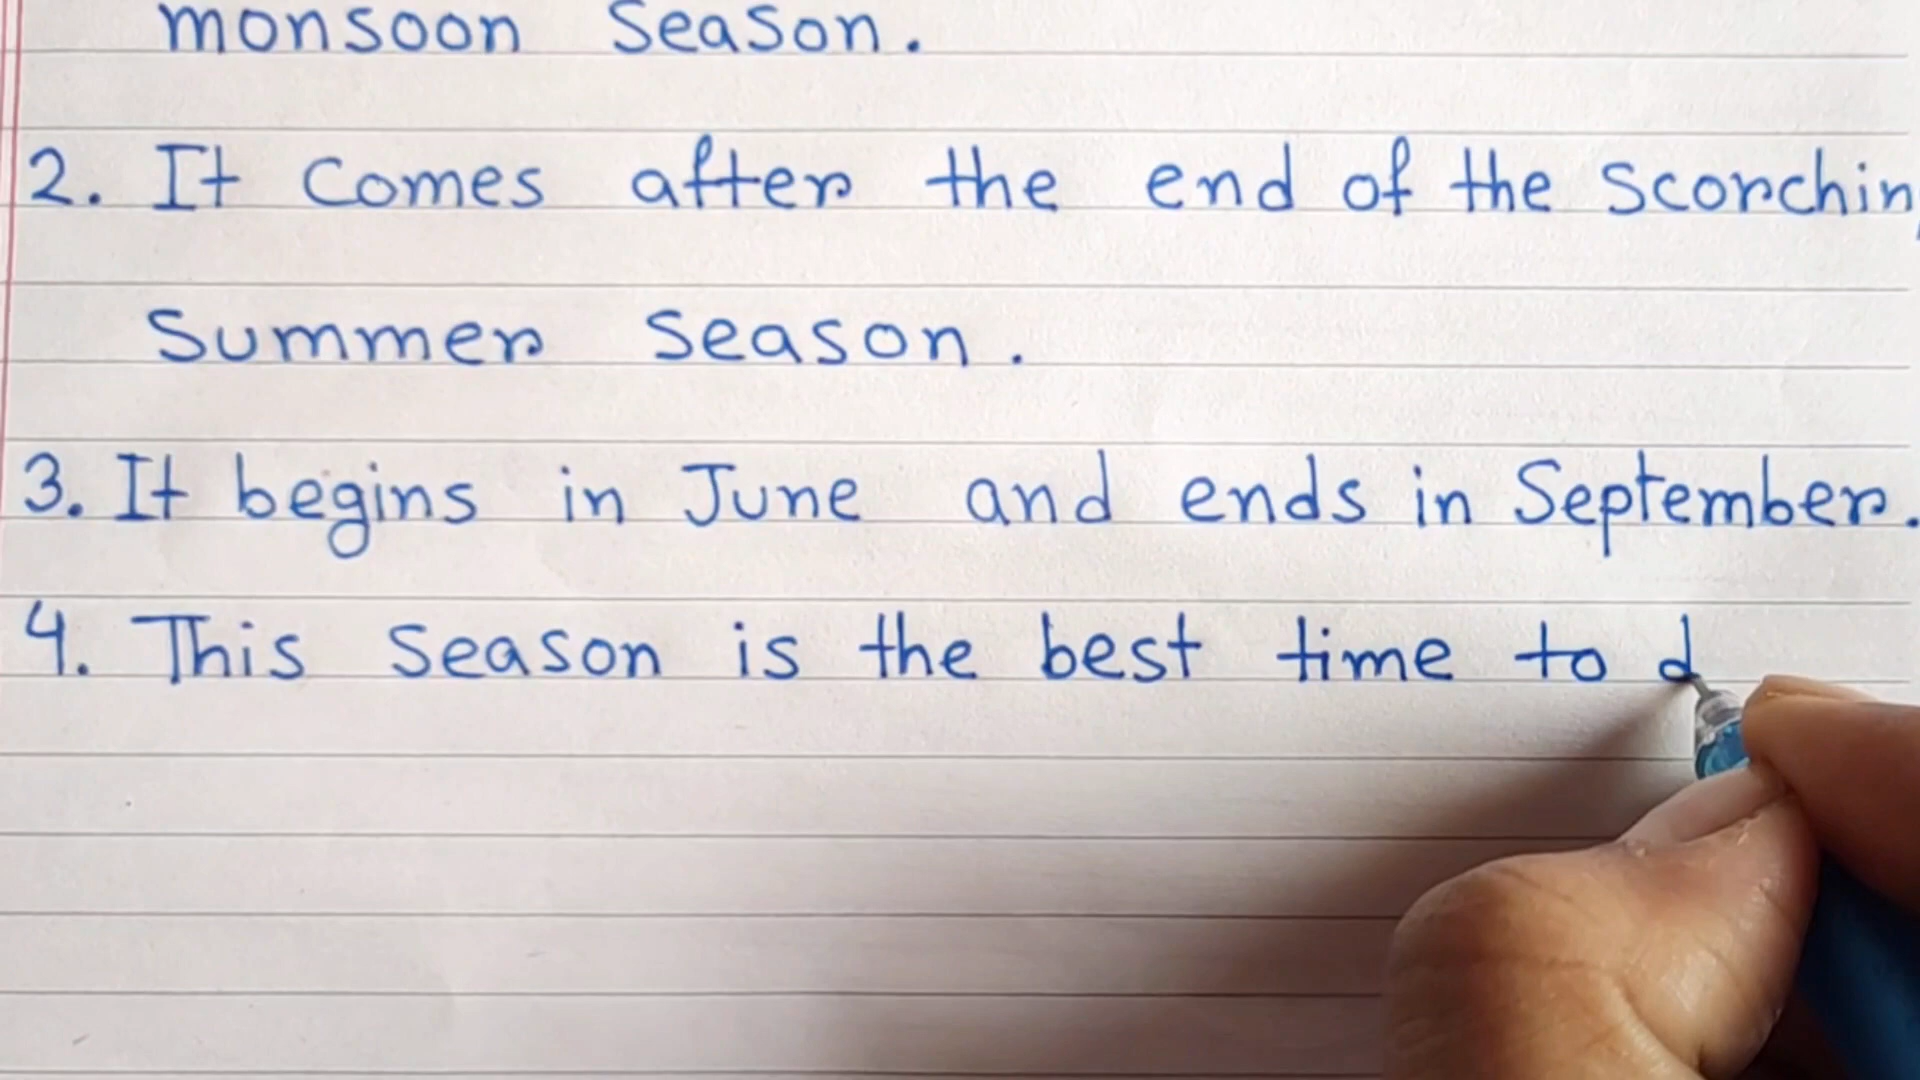 monsoon season.
2. It comes after the end of the scorchin
summer season.
3. It begins in June and ends in September.
4. This season is the best time to d